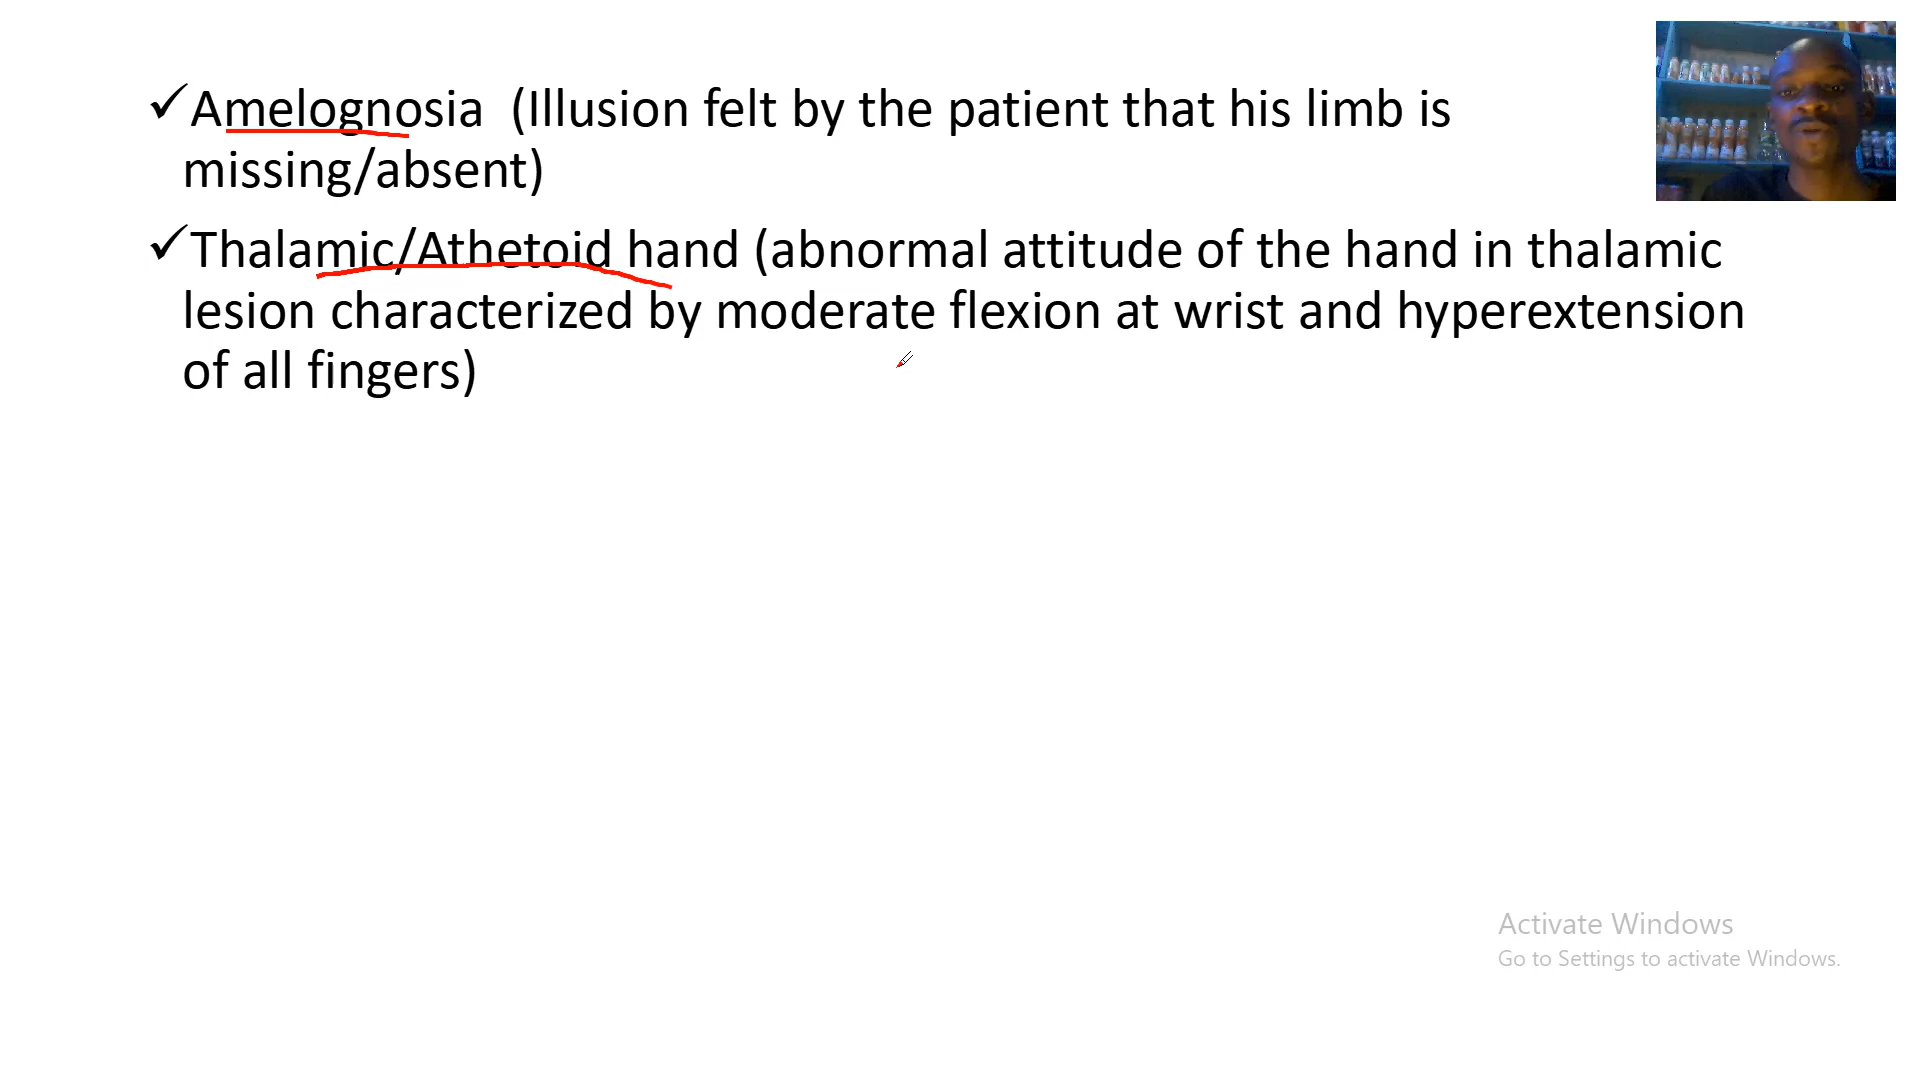 ✓Amelognosia (Illusion felt by the patient that his limb is
missing/absent)
✓Thalamic/Athetoid hand (abnormal attitude of the hand in thalamic
lesion characterized by moderate flexion at wrist and hyperextension
of all fingers)
Activate Windows
Go to Settings to activate Windows.